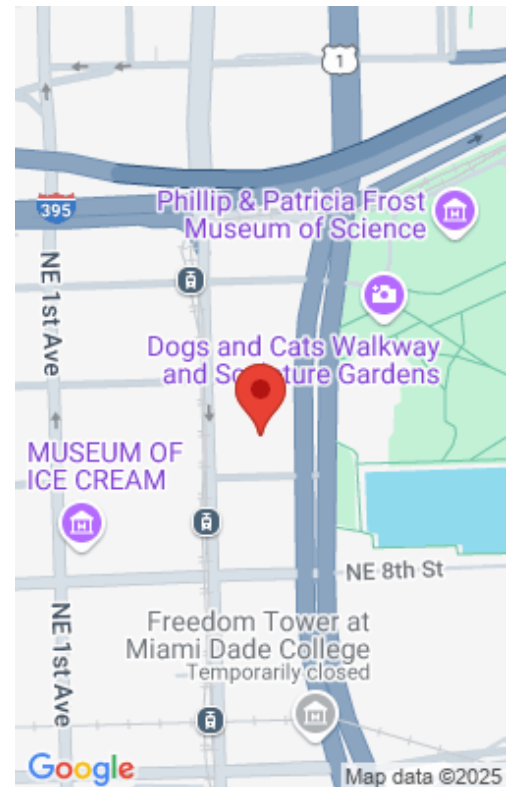 1
395
Phillip & Patricia Frost
Museum of Science
NE 1st Ave
Dogs and Cats Walkway
and Sculpture Gardens
MUSEUM OF
ICE CREAM
NE 8th St
NE 1st Ave
Freedom Tower at
Miami Dade College
Temporarily closed
Google
Map data ©2025